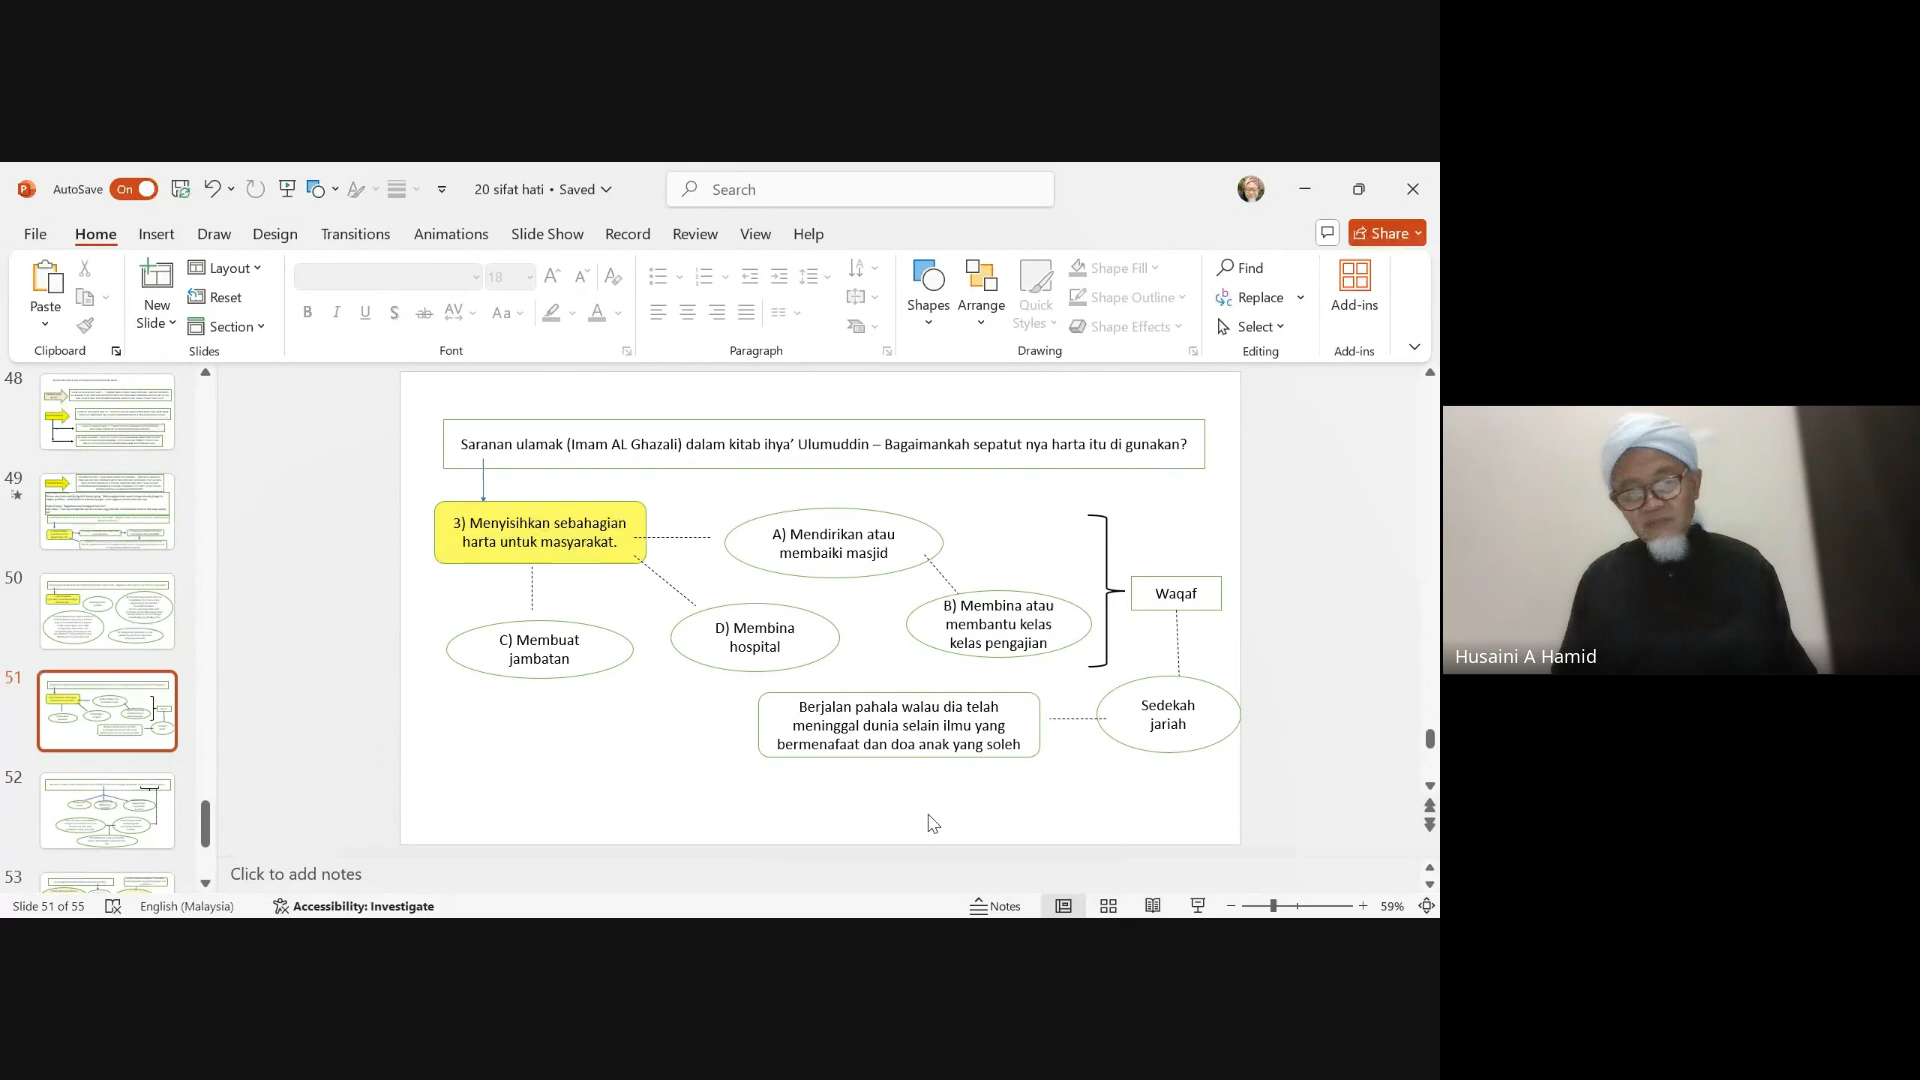 AutoSave On 20 sifat hati • Saved Search
File Home Insert Draw Design Transitions Animations Slide Show Record Review View Help Share
Paste
Clipboard
New
Slide
Layout
Reset
Section
Slides
18
B I U S ab AV Aa A
Font
Paragraph
Shapes Arrange Quick
Styles
Shape Fill
Shape Outline
Shape Effects
Drawing
Find
Replace
Select
Editing
Add-ins
Add-ins
48
49
50
51
52
53
Saranan ulamak (Imam AL Ghazali) dalam kitab ihya’ Ulumuddin – Bagaimankah sepatut nya harta itu di gunakan?
3) Menyisihkan sebahagian
harta untuk masyarakat.
A) Mendirikan atau
membaiki masjid
B) Membina atau
membantu kelas
kelas pengajian
C) Membuat
jambatan
D) Membina
hospital
Waqaf
Sedekah
jariah
Berjalan pahala walau dia telah
meninggal dunia selain ilmu yang
bermenafaat dan doa anak yang soleh
Click to add notes
Slide 51 of 55 English (Malaysia) Accessibility: Investigate Notes 59%
Husaini A Hamid